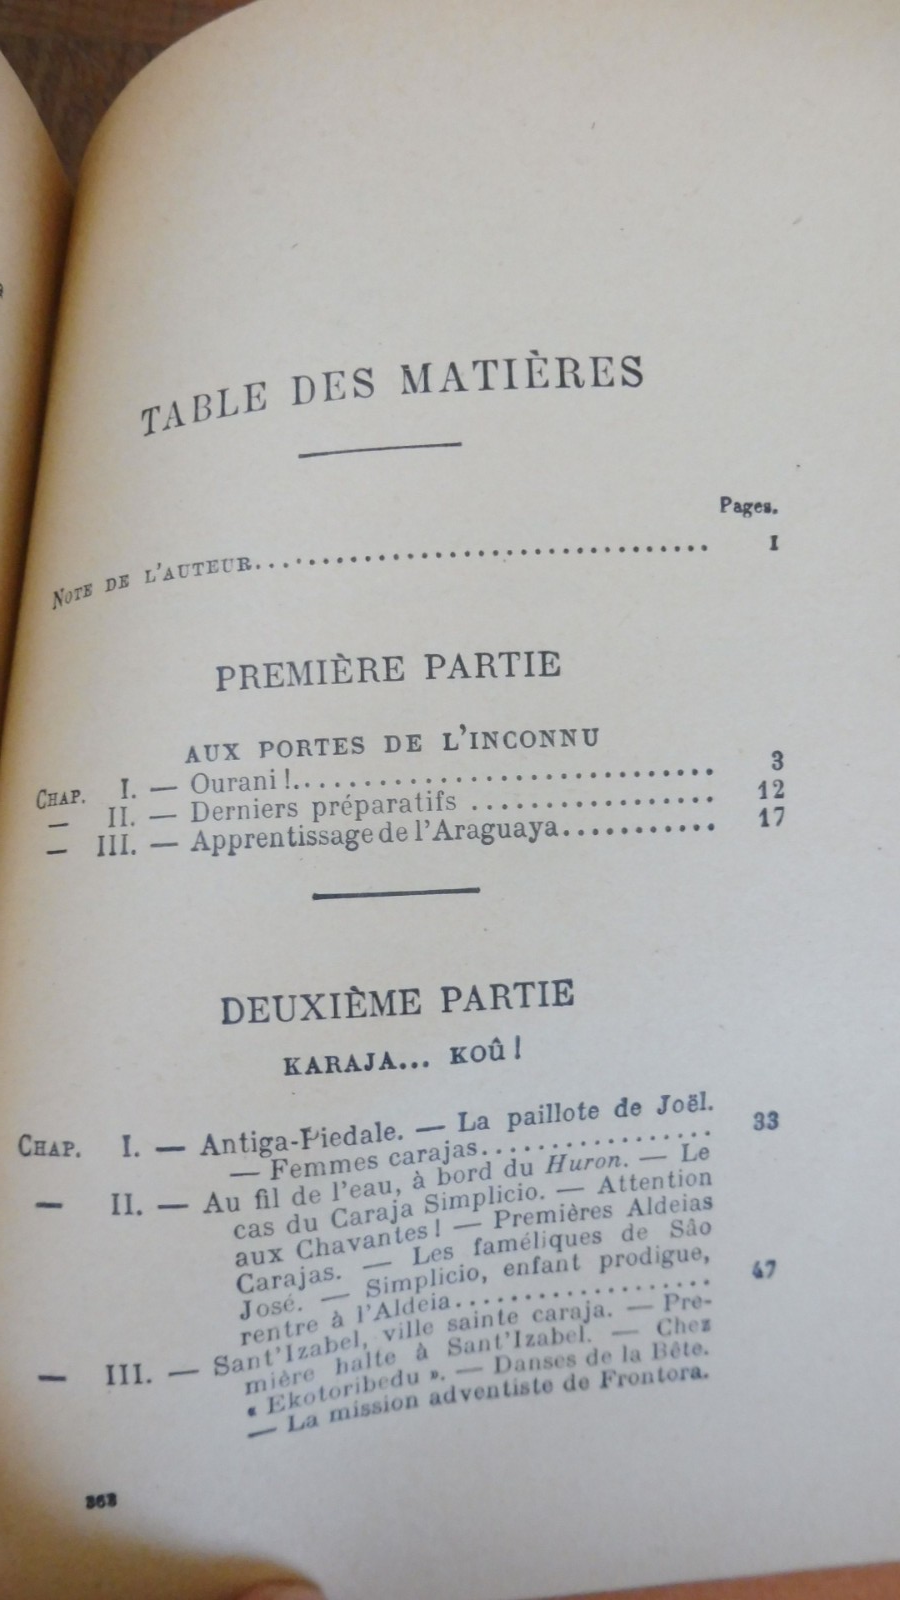 TABLE DES MATIÈRES
Pages.
NOTE DE L'AUTEUR.................................... I
PREMIÈRE PARTIE
AUX PORTES DE L'INCONNU
CHAP. I. — Ourani !.............................. 3
— II. — Derniers préparatifs .................. 12
— III. — Apprentissage de l'Araguaya........... 17
DEUXIÈME PARTIE
KARAJA... KOÛ !
CHAP. I. — Antiga-Piedale. — La paillote de Joël.
— Femmes carajas................. 33
— II. — Au fil de l'eau, à bord du Huron. — Le
cas du Caraja Simplicio. — Attention
aux Chavantes ! — Premières Aldeias
Carajas. — Les faméliques de Sâo
José. — Simplicio, enfant prodigue,
rentre à l'Aldeia................... 47
— III. — Sant'Izabel, ville sainte caraja. — Pre-
mière halte à Sant'Izabel. — Chez
« Ekotoribedu ». — Danses de la Bête.
— La mission adventiste de Frontora.